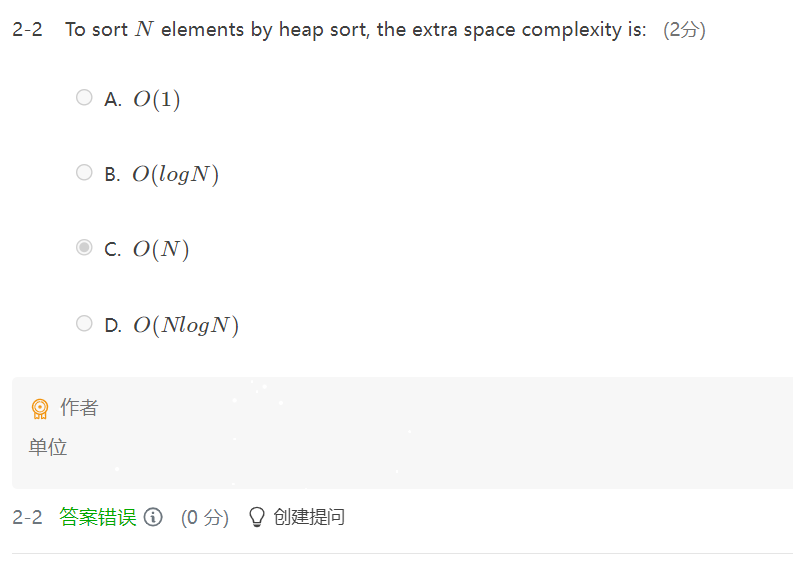 2-2 To sort N elements by heap sort, the extra space complexity is: (2分)
A. O(1)
B. O(logN)
C. O(N)
D. O(NlogN)
作者
单位
2-2 答案错误 (0 分) 创建提问